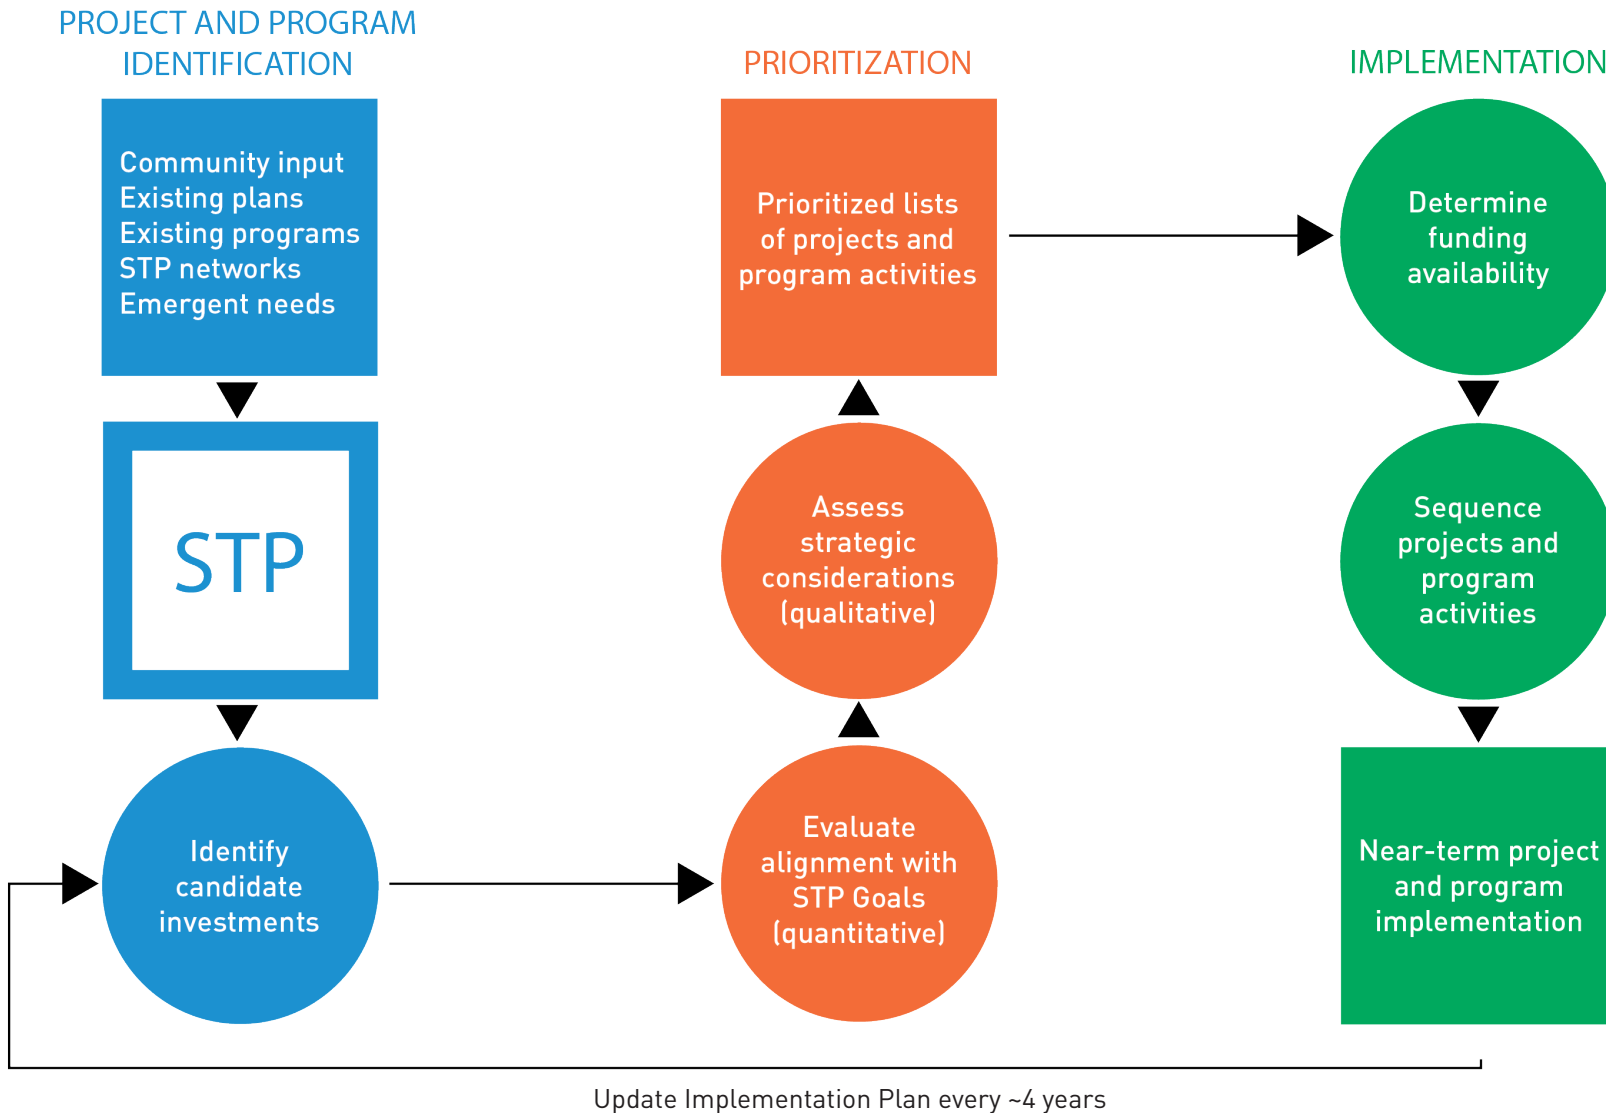 PROJECT AND PROGRAM
IDENTIFICATION
Community input
Existing plans
Existing programs
STP networks
Emergent needs
STP
Identify
candidate
investments
PRIORITIZATION
Prioritized lists
of projects and
program activities
Assess
strategic
considerations
(qualitative)
Evaluate
alignment with
STP Goals
(quantitative)
IMPLEMENTATION
Determine
funding
availability
Sequence
projects and
program
activities
Near-term project
and program
implementation
Update Implementation Plan every ~4 years